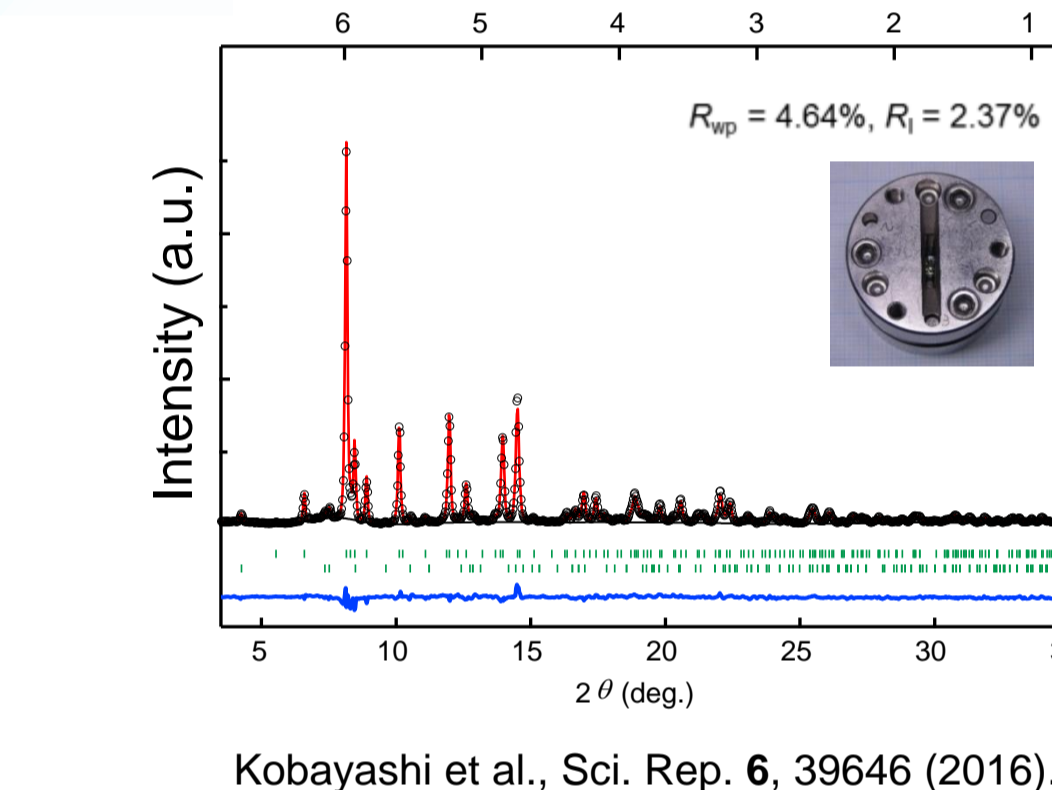 6 5 4 3 2 1
R_wp = 4.64%, R_I = 2.37%
Intensity (a.u.)
5 10 15 20 25 30
2 θ (deg.)
Kobayashi et al., Sci. Rep. 6, 39646 (2016).